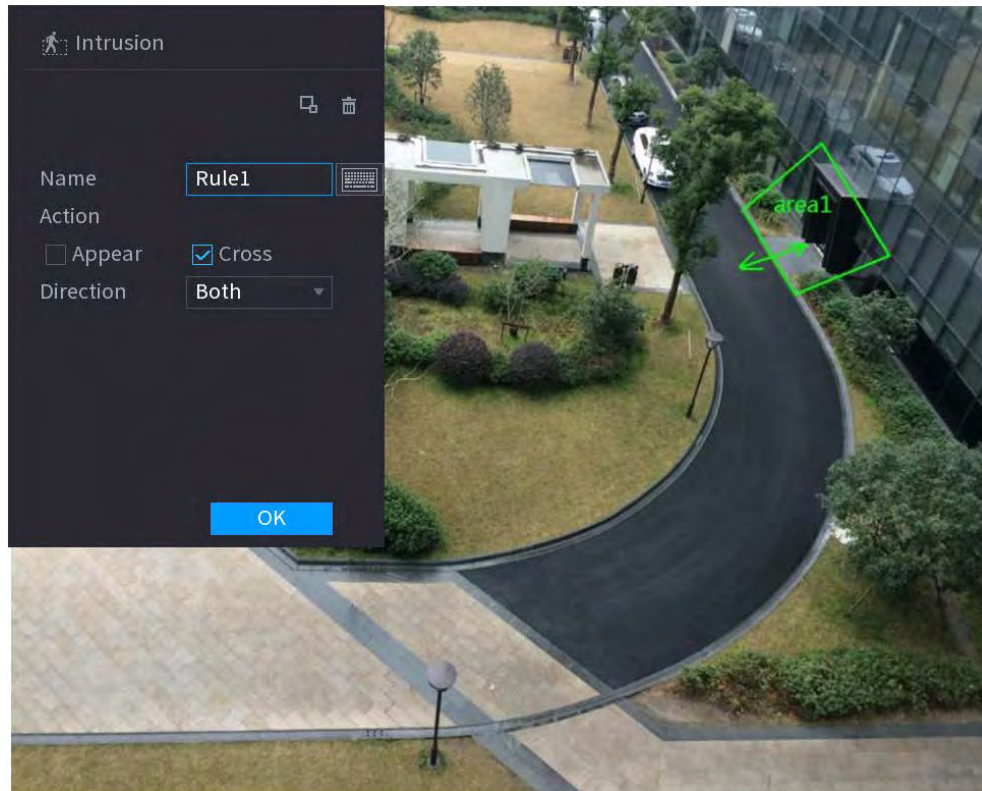 Intrusion
Name Rule1
Action
Appear Cross
Direction Both
OK
area1